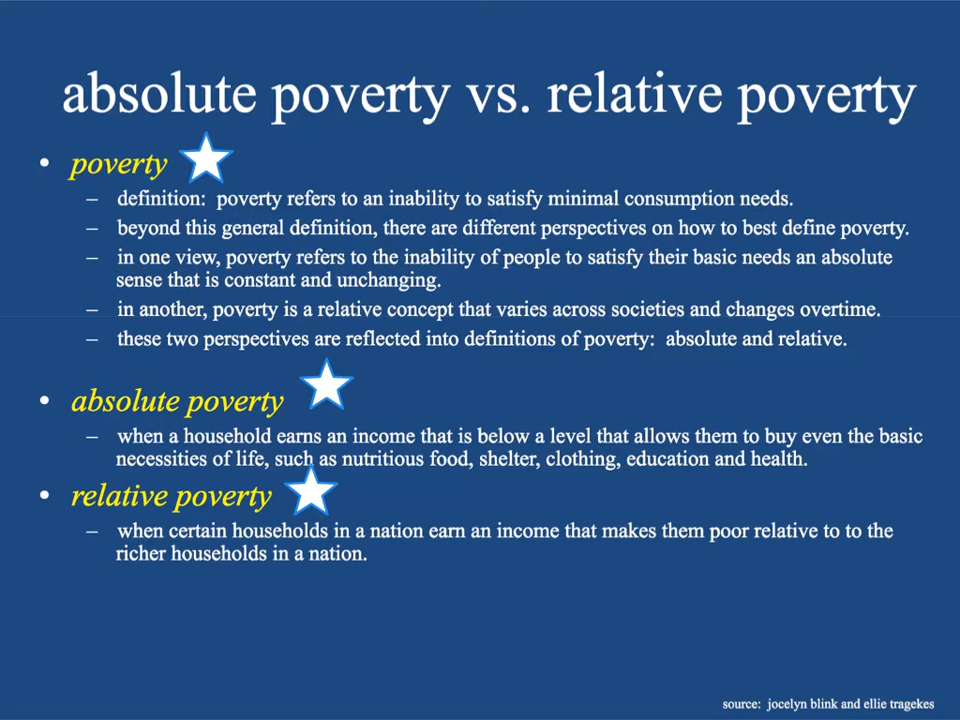 absolute poverty vs. relative poverty
• poverty
– definition: poverty refers to an inability to satisfy minimal consumption needs.
– beyond this general definition, there are different perspectives on how to best define poverty.
– in one view, poverty refers to the inability of people to satisfy their basic needs an absolute
sense that is constant and unchanging.
– in another, poverty is a relative concept that varies across societies and changes overtime.
– these two perspectives are reflected into definitions of poverty: absolute and relative.
• absolute poverty
– when a household earns an income that is below a level that allows them to buy even the basic
necessities of life, such as nutritious food, shelter, clothing, education and health.
• relative poverty
– when certain households in a nation earn an income that makes them poor relative to to the
richer households in a nation.
source: jocelyn blink and ellie tragekes